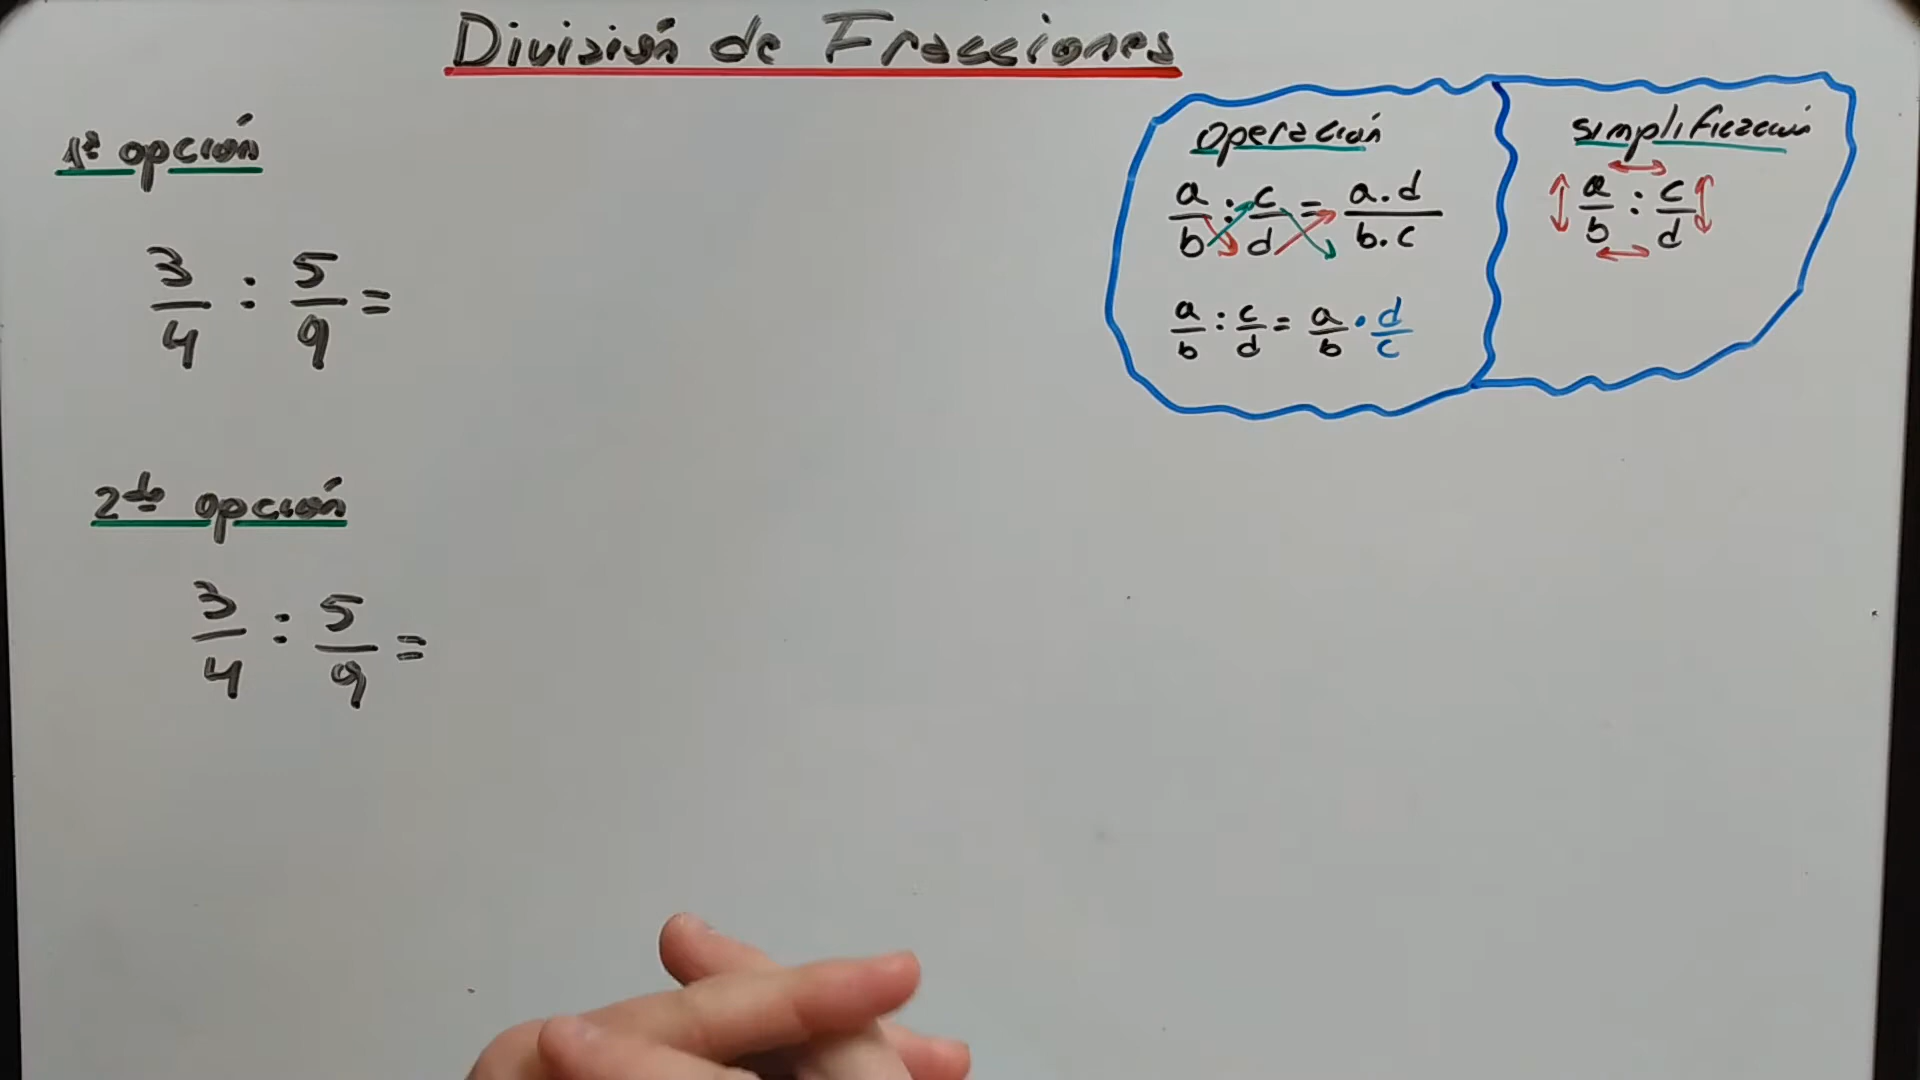 División de Fracciones
1ª opción
3/4 : 5/9 =
2da opción
3/4 : 5/9 =
operación
a/b : c/d = a.d/b.c
a/b : c/d = a/b · d/c
simplificación
a/b : c/d